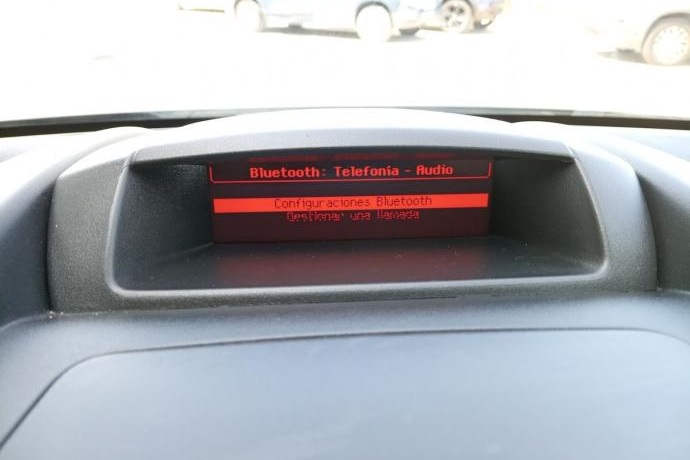 Bluetooth: Telefonía - Audio
Configuraciones Bluetooth
Gestionar una llamada